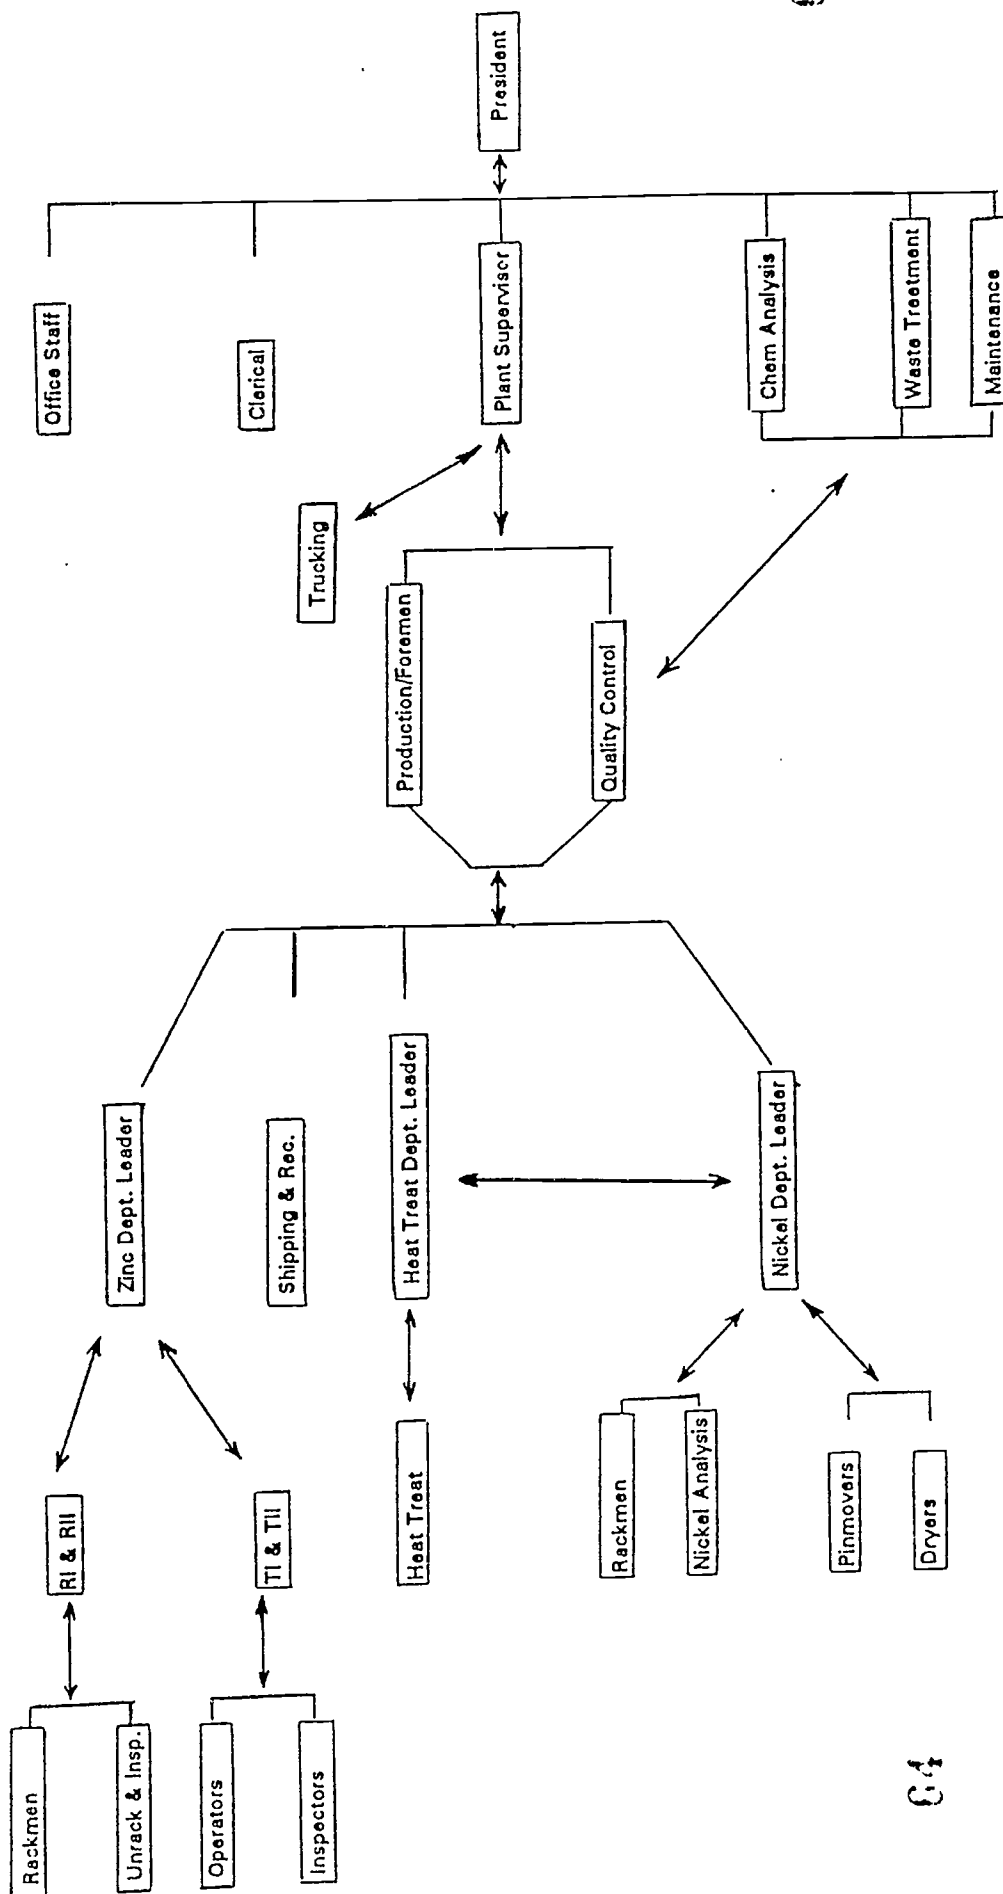 President
Office Staff
Clerical
Plant Supervisor
Chem Analysis
Waste Treatment
Maintenance
Trucking
Production/Foremen
Quality Control
Zinc Dept. Leader
Shipping & Rec.
Heat Treat Dept. Leader
Nickel Dept. Leader
RI & RII
TI & TII
Heat Treat
Rackmen
Nickel Analysis
Pinmovers
Dryers
Rackmen
Unrack & Insp.
Operators
Inspectors
64